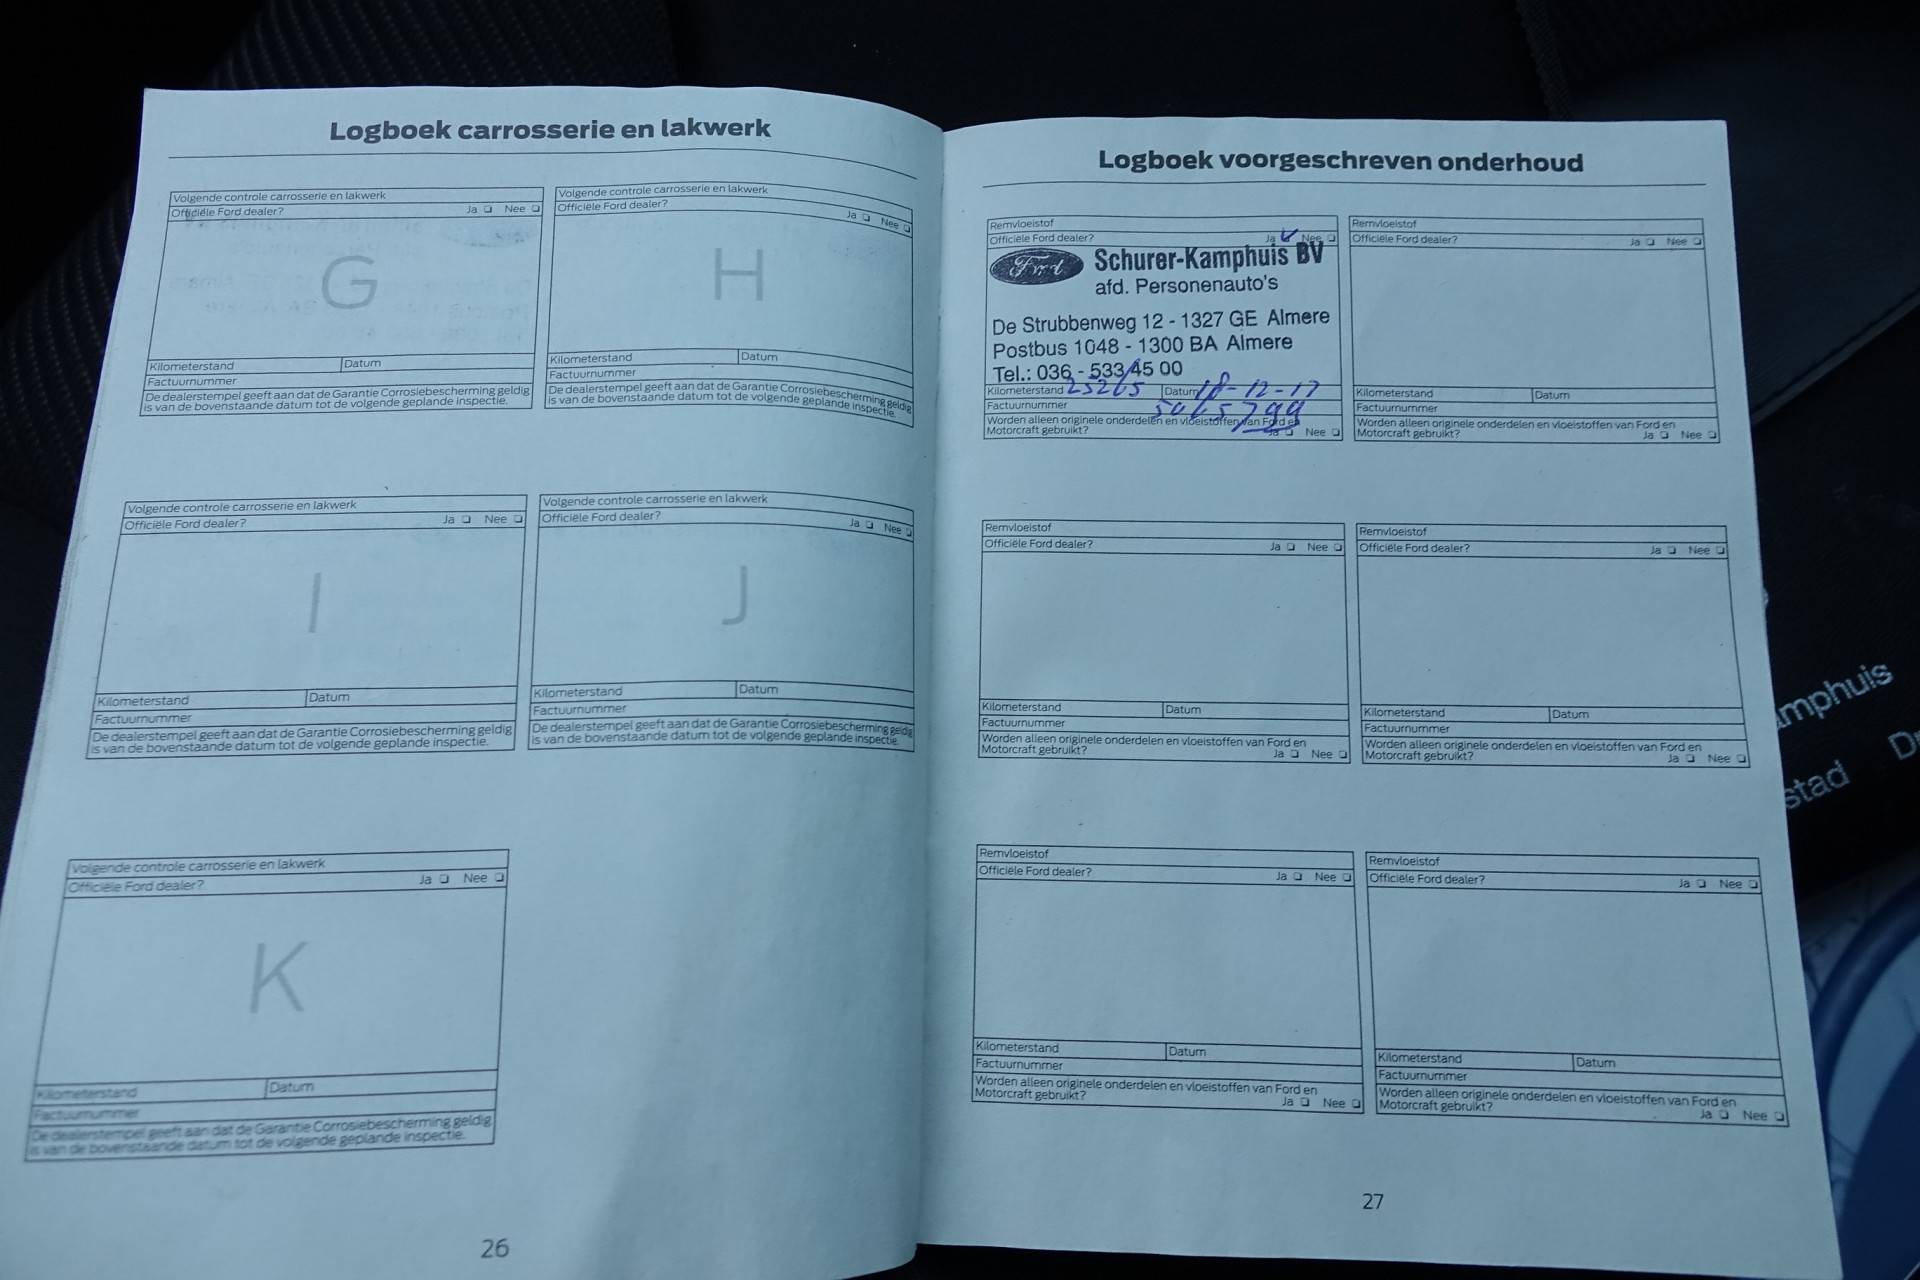 Logboek carrosserie en lakwerk
Volgende controle carrosserie en lakwerk
Officiële Ford dealer? Ja Nee
G
Kilometerstand Datum
Factuurnummer
De dealerstempel geeft aan dat de Garantie Corrosiebescherming geldig
is van de bovenstaande datum tot de volgende geplande inspectie.
Volgende controle carrosserie en lakwerk
Officiële Ford dealer? Ja Nee
H
Kilometerstand Datum
Factuurnummer
De dealerstempel geeft aan dat de Garantie Corrosiebescherming geldig
is van de bovenstaande datum tot de volgende geplande inspectie.
Volgende controle carrosserie en lakwerk
Officiële Ford dealer? Ja Nee
I
Kilometerstand Datum
Factuurnummer
De dealerstempel geeft aan dat de Garantie Corrosiebescherming geldig
is van de bovenstaande datum tot de volgende geplande inspectie.
Volgende controle carrosserie en lakwerk
Officiële Ford dealer? Ja Nee
J
Kilometerstand Datum
Factuurnummer
De dealerstempel geeft aan dat de Garantie Corrosiebescherming geldig
is van de bovenstaande datum tot de volgende geplande inspectie.
Volgende controle carrosserie en lakwerk
Officiële Ford dealer? Ja Nee
K
Kilometerstand Datum
Factuurnummer
De dealerstempel geeft aan dat de Garantie Corrosiebescherming geldig
is van de bovenstaande datum tot de volgende geplande inspectie.
26
Logboek voorgeschreven onderhoud
Remvloeistof
Officiële Ford dealer? Ja Nee
Ford Schurer-Kamphuis BV
afd. Personenauto's
De Strubbenweg 12 - 1327 GE Almere
Postbus 1048 - 1300 BA Almere
Tel.: 036 - 533 45 00
Kilometerstand 25265 Datum 18-12-17
Factuurnummer
Worden alleen originele onderdelen en vloeistoffen van Ford en
Motorcraft gebruikt? Ja Nee
Remvloeistof
Officiële Ford dealer? Ja Nee
Kilometerstand Datum
Factuurnummer
Worden alleen originele onderdelen en vloeistoffen van Ford en
Motorcraft gebruikt? Ja Nee
Remvloeistof
Officiële Ford dealer? Ja Nee
Kilometerstand Datum
Factuurnummer
Worden alleen originele onderdelen en vloeistoffen van Ford en
Motorcraft gebruikt? Ja Nee
Remvloeistof
Officiële Ford dealer? Ja Nee
Kilometerstand Datum
Factuurnummer
Worden alleen originele onderdelen en vloeistoffen van Ford en
Motorcraft gebruikt? Ja Nee
Remvloeistof
Officiële Ford dealer? Ja Nee
Kilometerstand Datum
Factuurnummer
Worden alleen originele onderdelen en vloeistoffen van Ford en
Motorcraft gebruikt? Ja Nee
Remvloeistof
Officiële Ford dealer? Ja Nee
Kilometerstand Datum
Factuurnummer
Worden alleen originele onderdelen en vloeistoffen van Ford en
Motorcraft gebruikt? Ja Nee
27
mphuis
stad